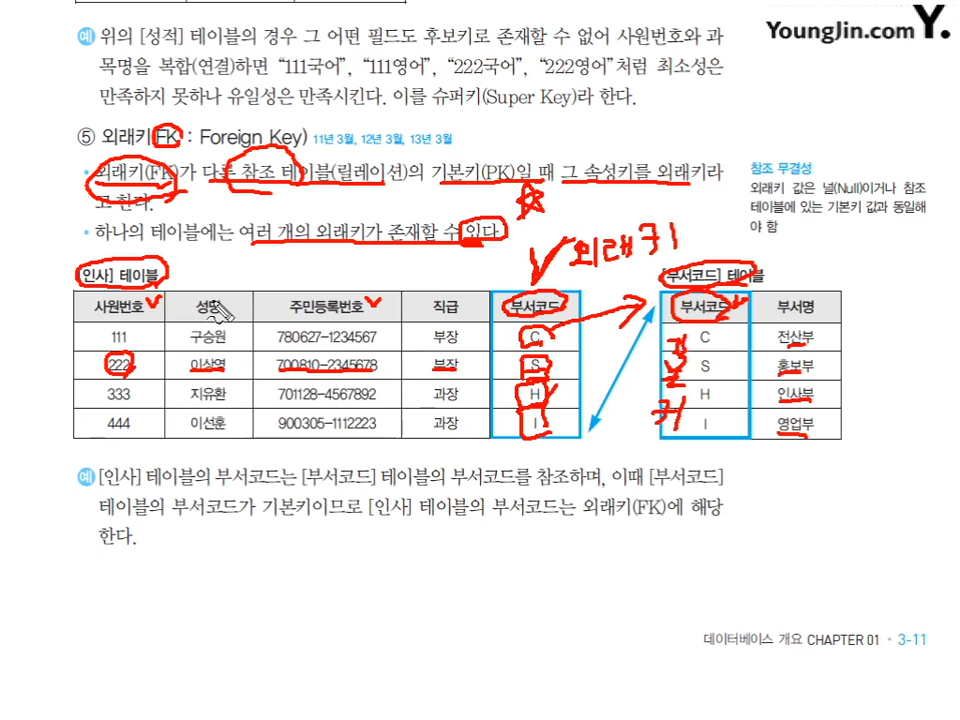 YoungJin.com Y.
예 위의 [성적] 테이블의 경우 그 어떤 필드도 후보키로 존재할 수 없어 사원번호와 과
목명을 복합(연결)하면 “111국어”, “111영어”, “222국어”, “222영어”처럼 최소성은
만족하지 못하나 유일성은 만족시킨다. 이를 슈퍼키(Super Key)라 한다.
⑤ 외래키(FK : Foreign Key) 11년 3월, 12년 3월, 13년 3월
• 외래키(FK)가 다른 참조 테이블(릴레이션)의 기본키(PK)일 때 그 속성키를 외래키라
고 한다.
• 하나의 테이블에는 여러 개의 외래키가 존재할 수 있다.
참조 무결성
외래키 값은 널(Null)이거나 참조
테이블에 있는 기본키 값과 동일해
야 함
외래키
[인사] 테이블
사원번호 성명 주민등록번호 직급 부서코드
111 구승원 780627-1234567 부장 C
222 이상영 700810-2345678 부장 S
333 지유환 701128-4567892 과장 H
444 이선훈 900305-1112223 과장 I
[부서코드] 테이블
부서코드 부서명
C 전산부
S 홍보부
H 인사부
I 영업부
기본키
예 [인사] 테이블의 부서코드는 [부서코드] 테이블의 부서코드를 참조하며, 이때 [부서코드]
테이블의 부서코드가 기본키이므로 [인사] 테이블의 부서코드는 외래키(FK)에 해당
한다.
데이터베이스 개요 CHAPTER 01 • 3-11